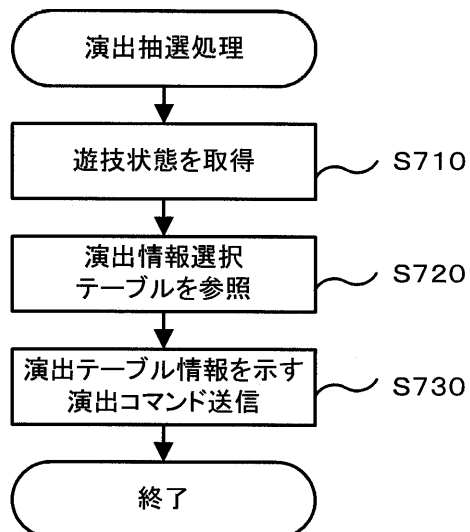 演出抽選処理
遊技状態を取得
S710
演出情報選択
テーブルを参照
S720
演出テーブル情報を示す
演出コマンド送信
S730
終了